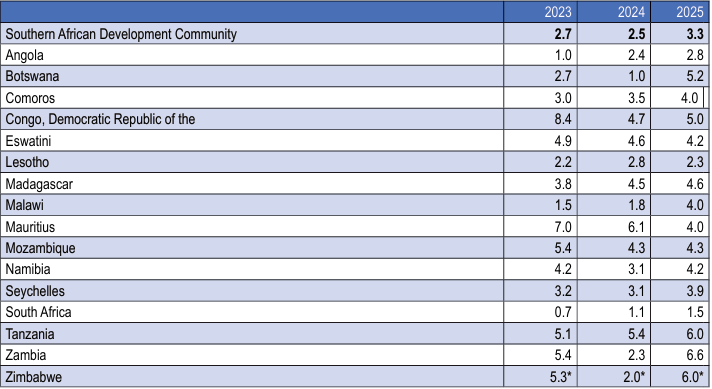 2023 2024 2025
Southern African Development Community 2.7 2.5 3.3
Angola 1.0 2.4 2.8
Botswana 2.7 1.0 5.2
Comoros 3.0 3.5 4.0
Congo, Democratic Republic of the 8.4 4.7 5.0
Eswatini 4.9 4.6 4.2
Lesotho 2.2 2.8 2.3
Madagascar 3.8 4.5 4.6
Malawi 1.5 1.8 4.0
Mauritius 7.0 6.1 4.0
Mozambique 5.4 4.3 4.3
Namibia 4.2 3.1 4.2
Seychelles 3.2 3.1 3.9
South Africa 0.7 1.1 1.5
Tanzania 5.1 5.4 6.0
Zambia 5.4 2.3 6.6
Zimbabwe 5.3* 2.0* 6.0*